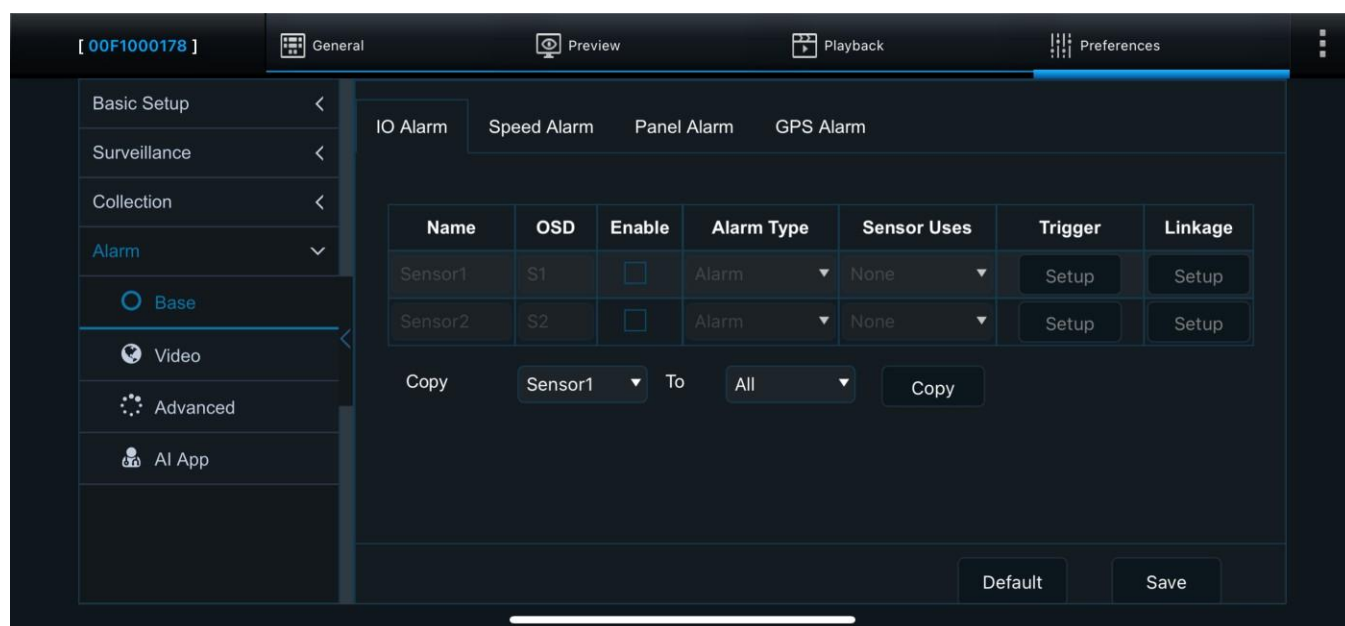 [ 00F1000178 ] General Preview Playback Preferences
Basic Setup
Surveillance
Collection
Alarm
Base
Video
Advanced
AI App
IO Alarm Speed Alarm Panel Alarm GPS Alarm
Name OSD Enable Alarm Type Sensor Uses Trigger Linkage
Sensor1 S1 Alarm None Setup Setup
Sensor2 S2 Alarm None Setup Setup
Copy Sensor1 To All Copy
Default Save